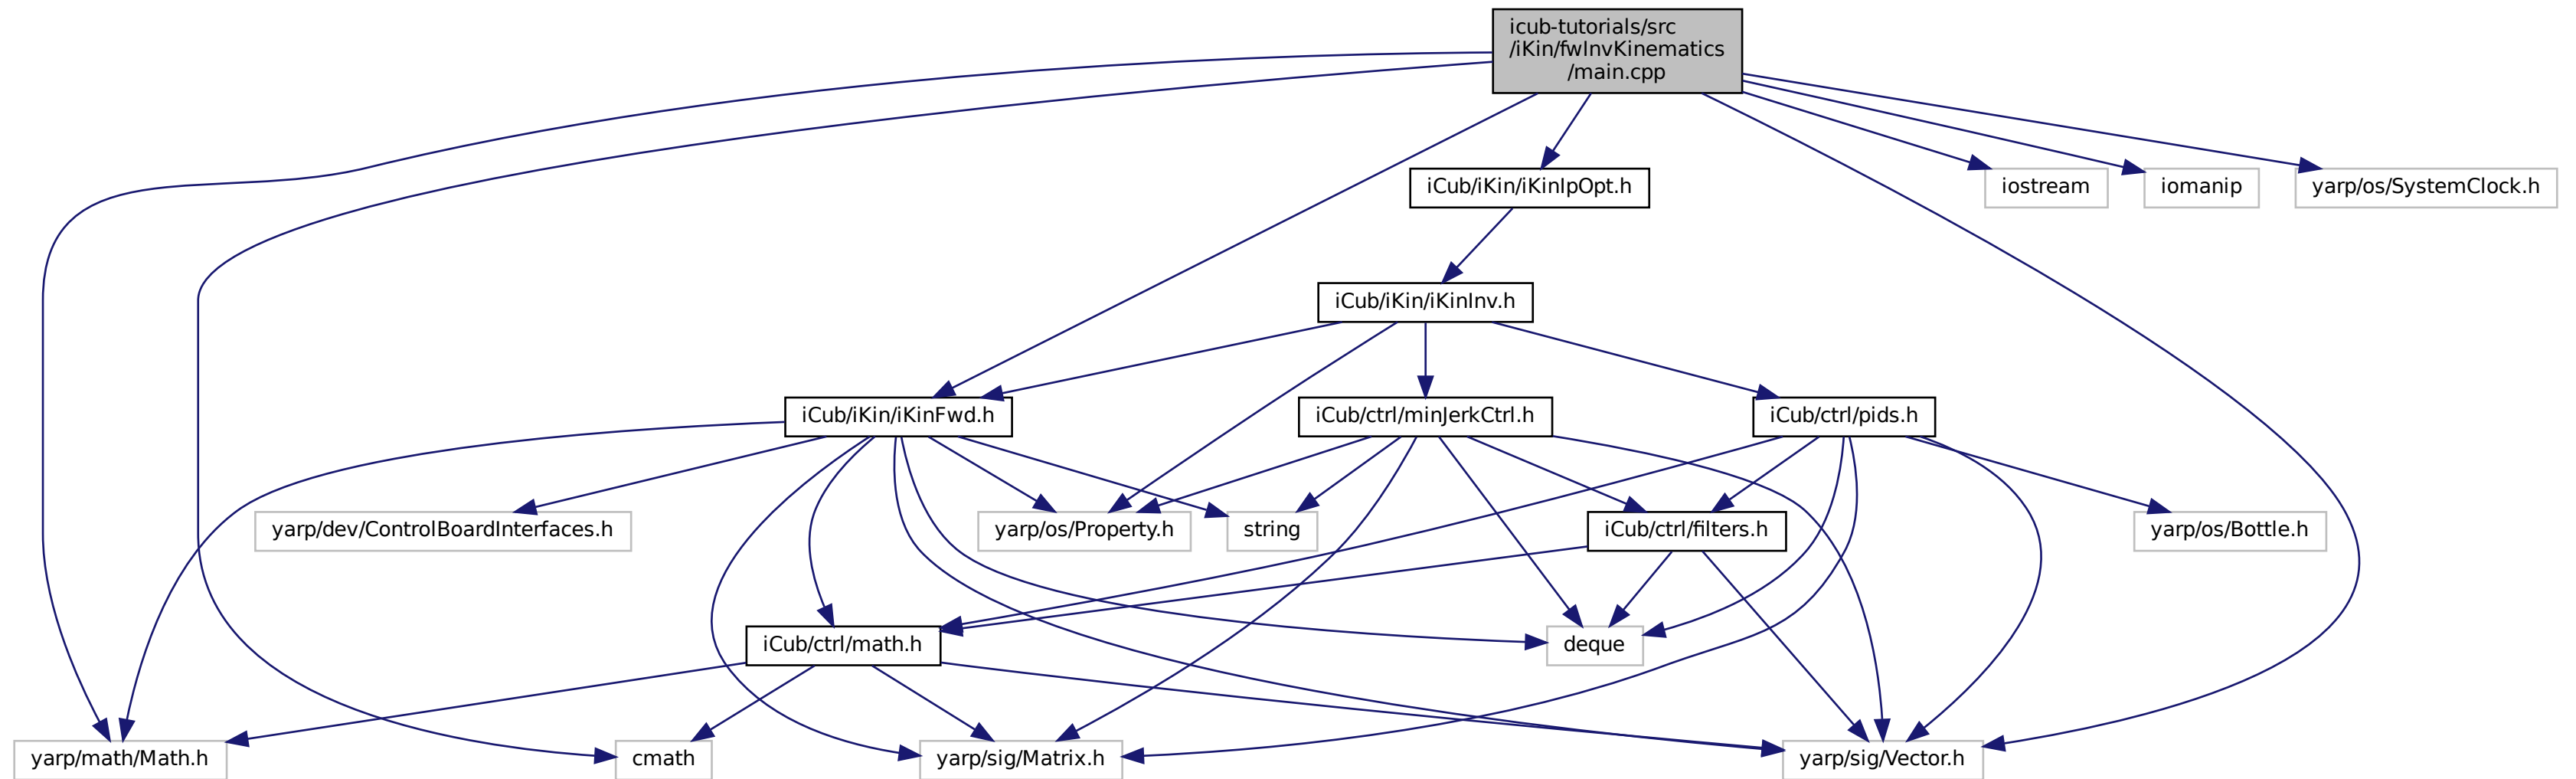 icub-tutorials/src
/iKin/fwInvKinematics
/main.cpp
iCub/iKin/iKinIpOpt.h
iostream
iomanip
yarp/os/SystemClock.h
iCub/iKin/iKinInv.h
iCub/iKin/iKinFwd.h
iCub/ctrl/minJerkCtrl.h
iCub/ctrl/pids.h
yarp/dev/ControlBoardInterfaces.h
yarp/os/Property.h
string
iCub/ctrl/filters.h
yarp/os/Bottle.h
iCub/ctrl/math.h
deque
yarp/math/Math.h
cmath
yarp/sig/Matrix.h
yarp/sig/Vector.h